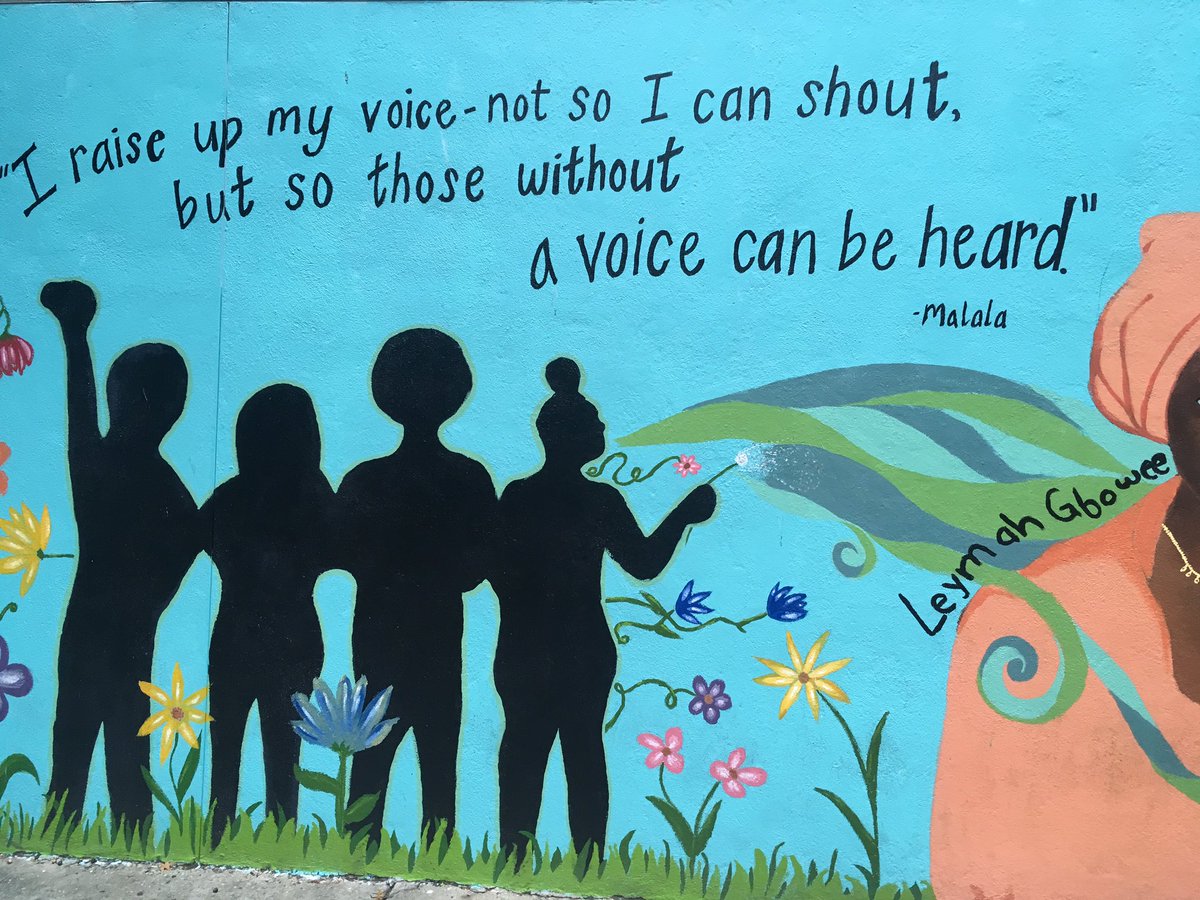 "I raise up my voice-not so I can shout,
but so those without
a voice can be heard."
-Malala
Leymah Gbowee